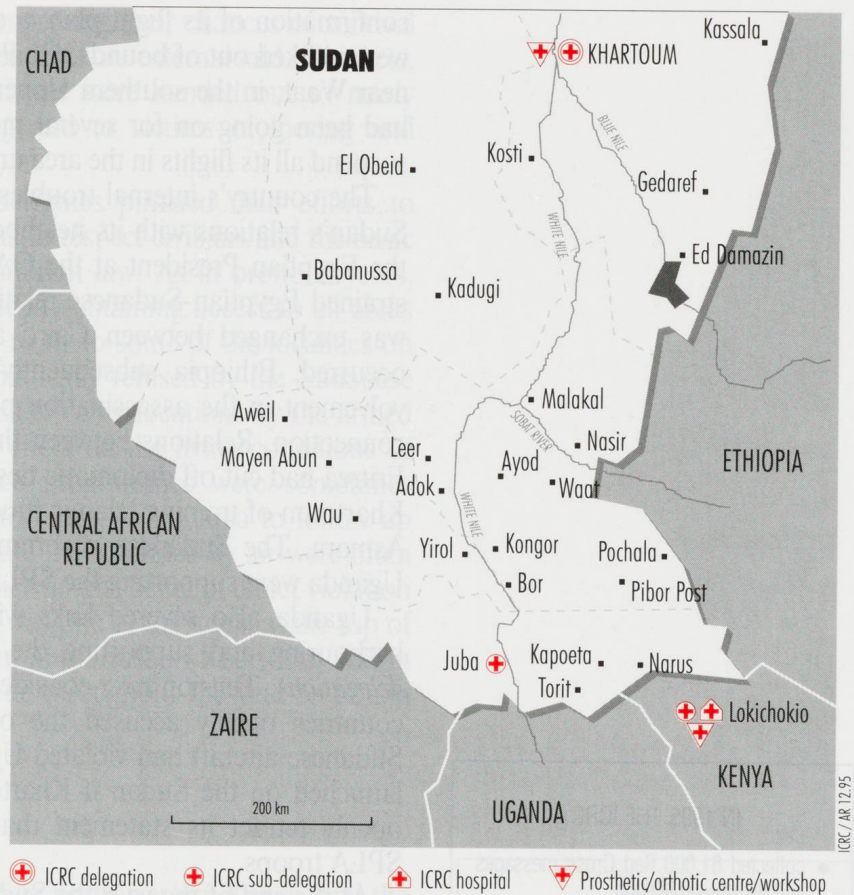 Kassala
CHAD
SUDAN
KHARTOUM
BLUE NILE
El Obeid
Kosti
Gedaref
WHITE NILE
Ed Damazin
Babanussa
Kadugi
Malakal
Aweil
SOBAT RIVER
Nasir
Leer
Mayen Abun
Ayod
ETHIOPIA
Adok
Waat
WHITE NILE
Wau
CENTRAL AFRICAN
REPUBLIC
Yirol
Kongor
Pochala
Bor
Pibor Post
Juba
Kapoeta
Narus
Torit
Lokichokio
ZAIRE
KENYA
200 km
UGANDA
ICRC/ AR 12.95
ICRC delegation
ICRC sub-delegation
ICRC hospital
Prosthetic/orthotic centre/workshop